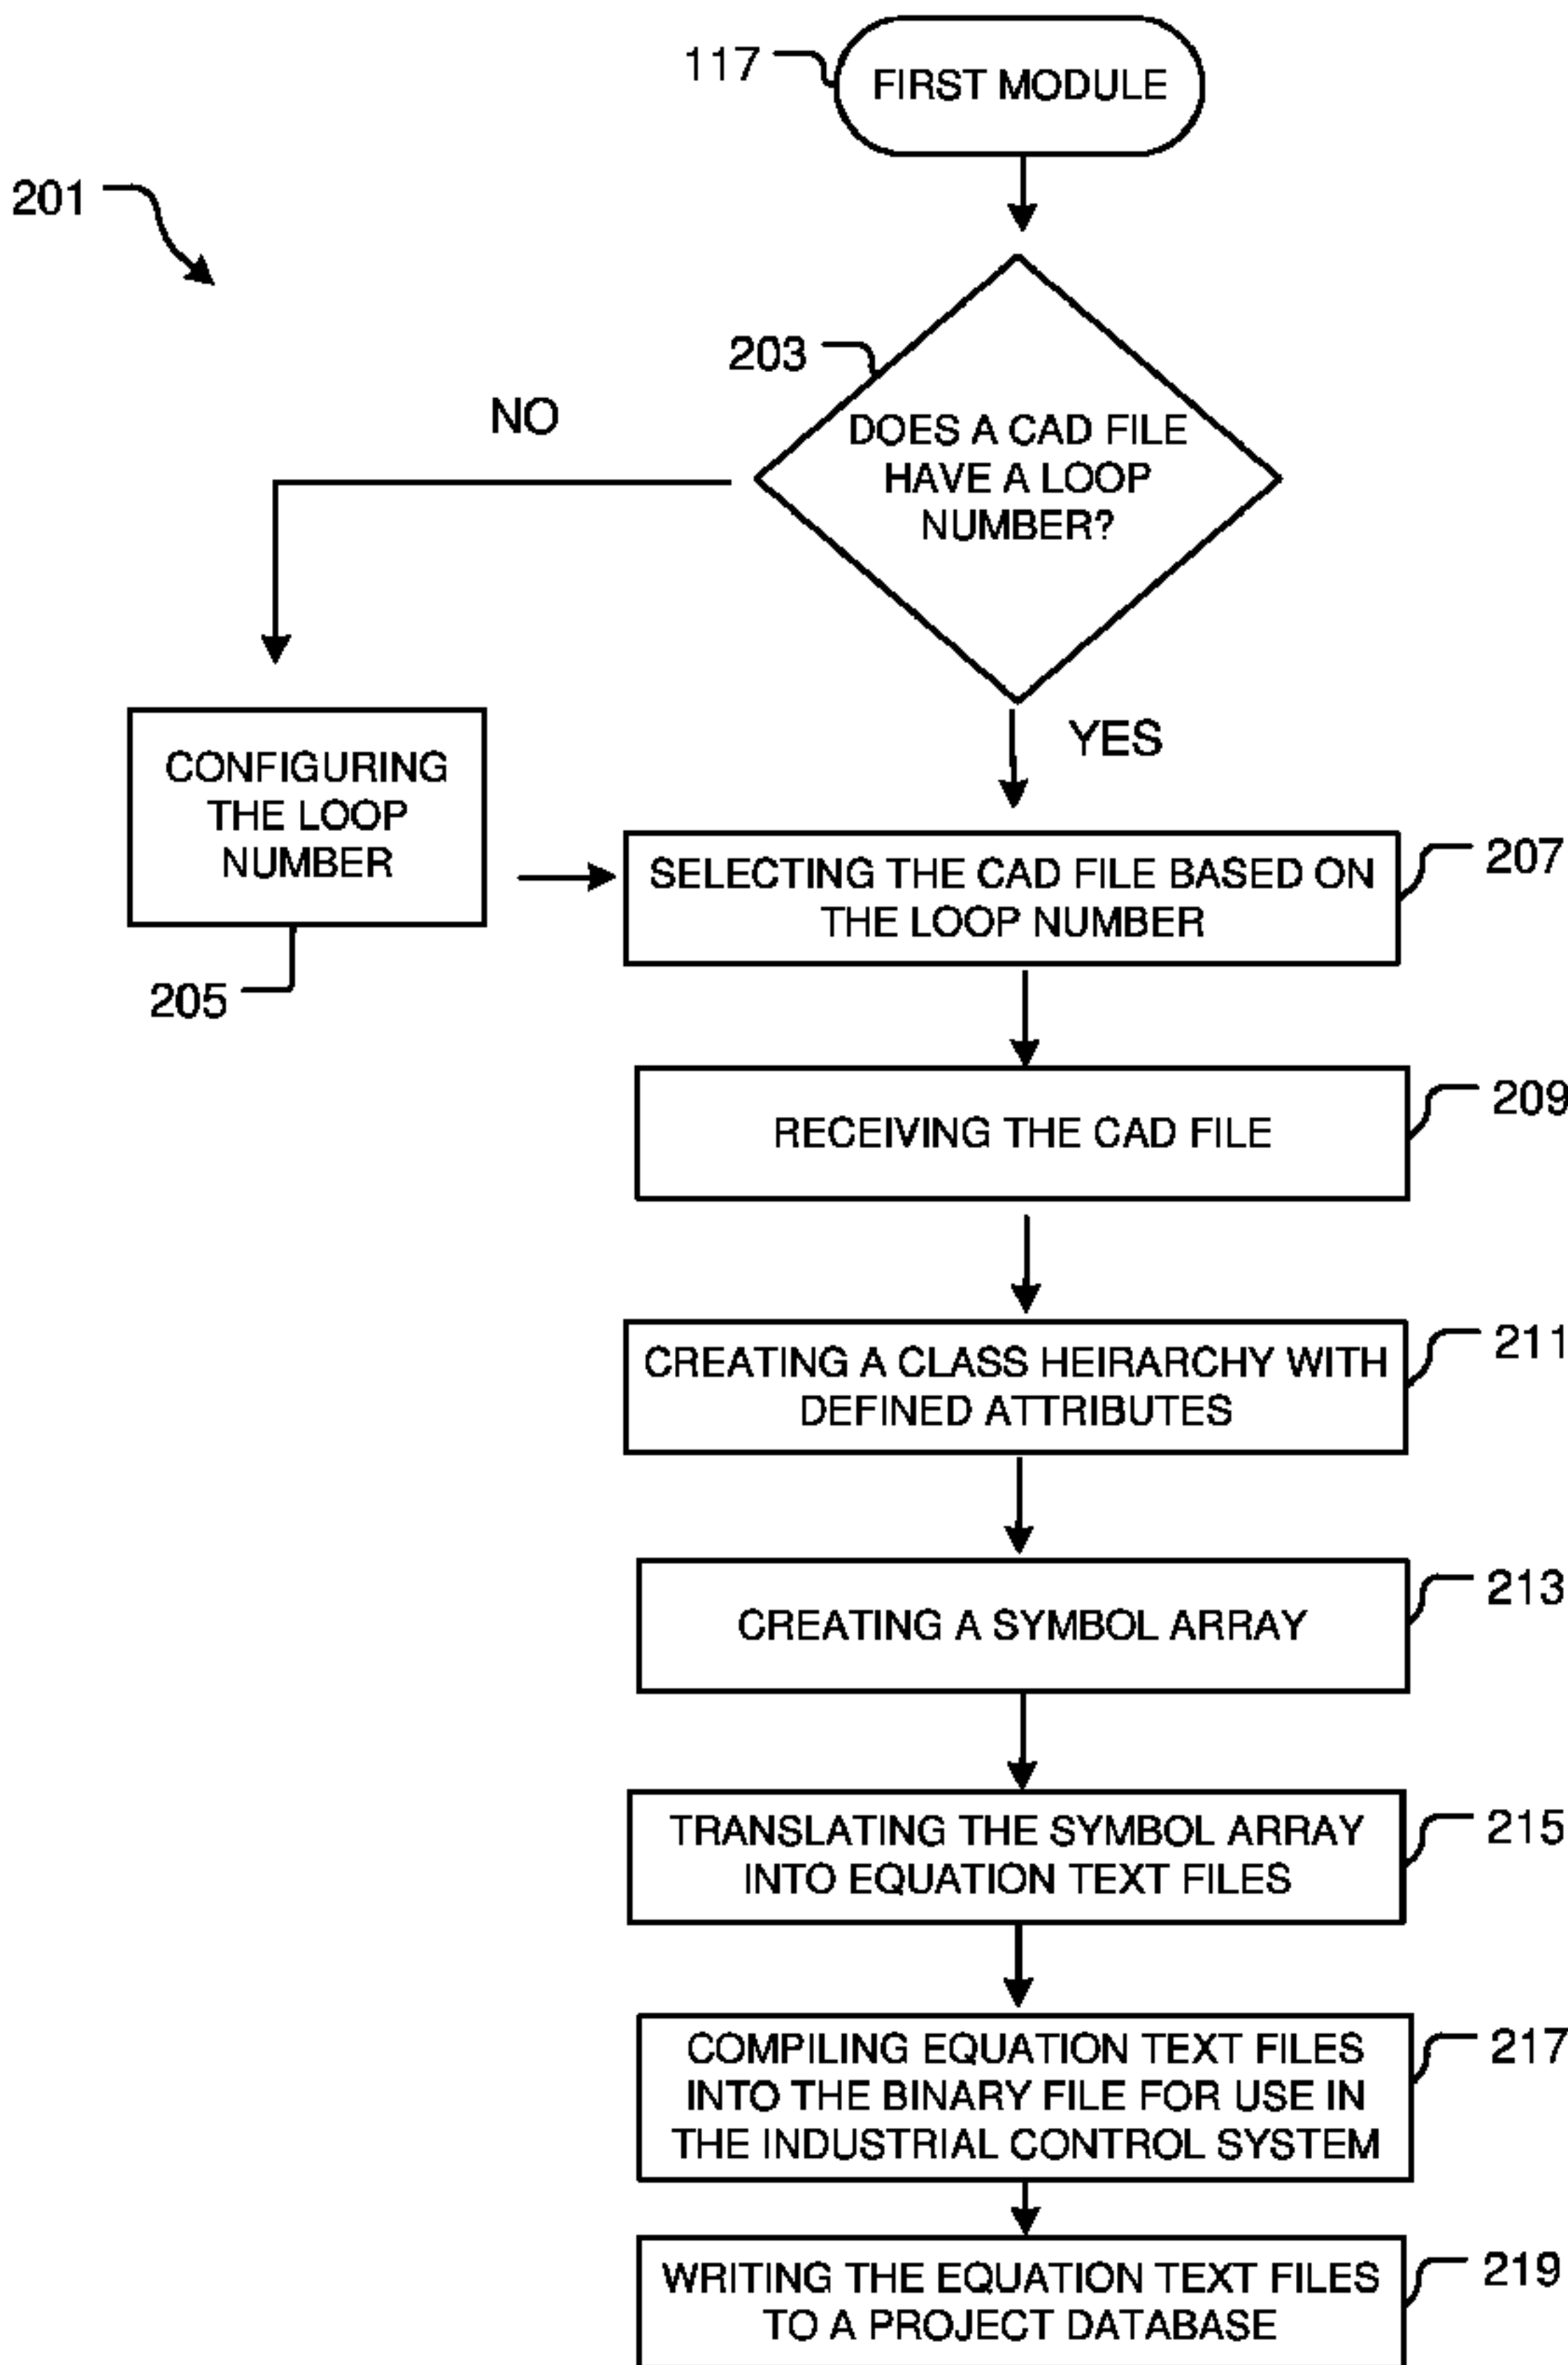 117
FIRST MODULE
201
203
NO
DOES A CAD FILE
HAVE A LOOP
NUMBER?
YES
CONFIGURING
THE LOOP
NUMBER
205
SELECTING THE CAD FILE BASED ON
THE LOOP NUMBER
207
RECEIVING THE CAD FILE
209
CREATING A CLASS HEIRARCHY WITH
DEFINED ATTRIBUTES
211
CREATING A SYMBOL ARRAY
213
TRANSLATING THE SYMBOL ARRAY
INTO EQUATION TEXT FILES
215
COMPILING EQUATION TEXT FILES
INTO THE BINARY FILE FOR USE IN
THE INDUSTRIAL CONTROL SYSTEM
217
WRITING THE EQUATION TEXT FILES
TO A PROJECT DATABASE
219